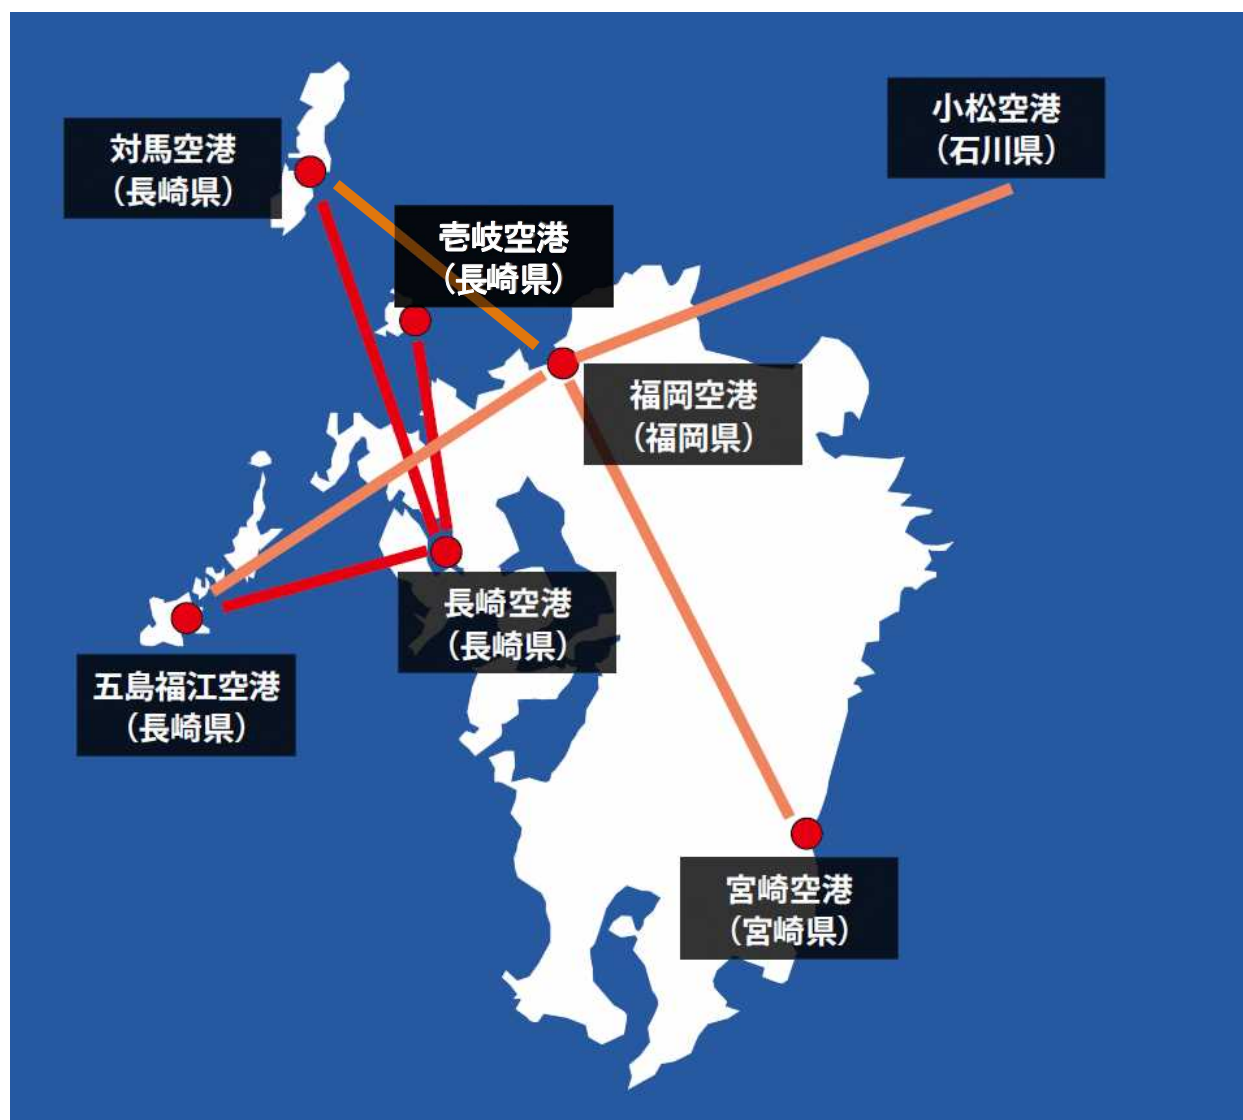 小松空港
（石川県）
対馬空港
（長崎県）
壱岐空港
（長崎県）
福岡空港
（福岡県）
長崎空港
（長崎県）
五島福江空港
（長崎県）
宮崎空港
（宮崎県）